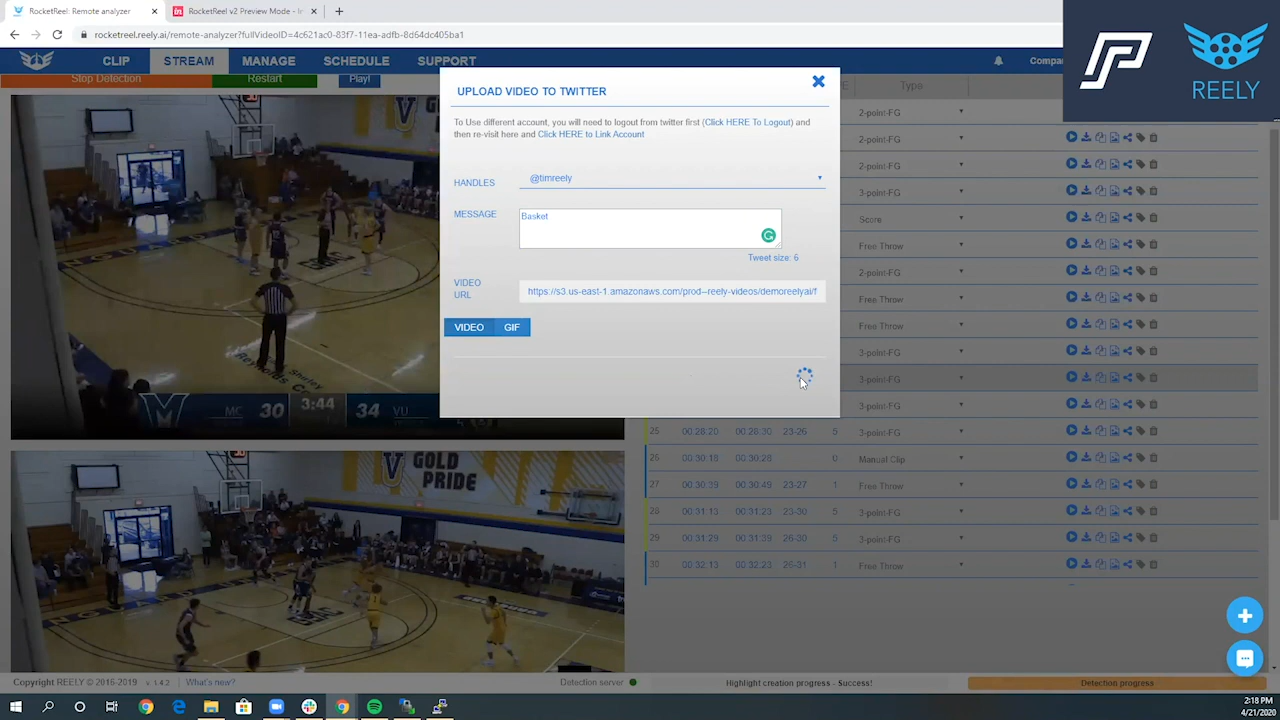 RocketReel: Remote analyzer
RocketReel v2 Preview Mode - In
rocketreel.reely.ai/remote-analyzer?fullVideoID=4c621ac0-83f7-11ea-adfb-8d64dc405ba1
CLIP STREAM MANAGE SCHEDULE SUPPORT
REELY
Stop Detection Restart Play!
Type
UPLOAD VIDEO TO TWITTER
To Use different account, you will need to logout from twitter first (Click HERE To Logout) and
then re-visit here and Click HERE to Link Account
HANDLES @timreely
MESSAGE Basket
Tweet size: 6
VIDEO
URL
https://s3.us-east-1.amazonaws.com/prod--reely-videos/demoreelyai/f
VIDEO GIF
2-point-FG
2-point-FG
2-point-FG
3-point-FG
Score
Free Throw
2-point-FG
Free Throw
Free Throw
3-point-FG
3-point-FG
3-point-FG
25 00:28:20 00:28:30 23-26 5 3-point-FG
26 00:30:18 00:30:28 0 Manual Clip
27 00:30:39 00:30:49 23-27 1 Free Throw
28 00:31:13 00:31:23 23-30 5 3-point-FG
29 00:31:29 00:31:39 26-30 5 3-point-FG
30 00:32:13 00:32:23 26-31 1 Free Throw
MC 30 3:44 34 VU
GOLD
PRIDE
Copyright REELY © 2016-2019 v. 1.4.2 What's new?
Detection server
Highlight creation progress - Success!
Detection progress
2:18 PM
4/21/2020